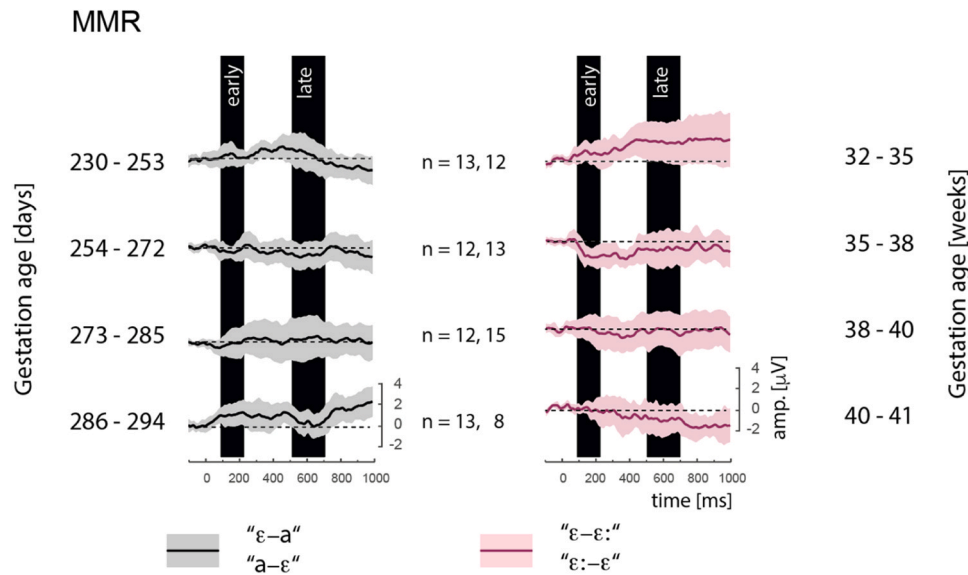 MMR
early late early late
230 - 253 n = 13, 12 32 - 35
254 - 272 n = 12, 13 35 - 38
273 - 285 n = 12, 15 38 - 40
286 - 294 n = 13, 8 40 - 41
Gestation age [days]
Gestation age [weeks]
4
2
0
-2
4
2
0
-2
amp. [μV]
0 200 400 600 800 1000 0 200 400 600 800 1000
time [ms]
"ε–a" "ε–ε:"
"a–ε" "ε:–ε"